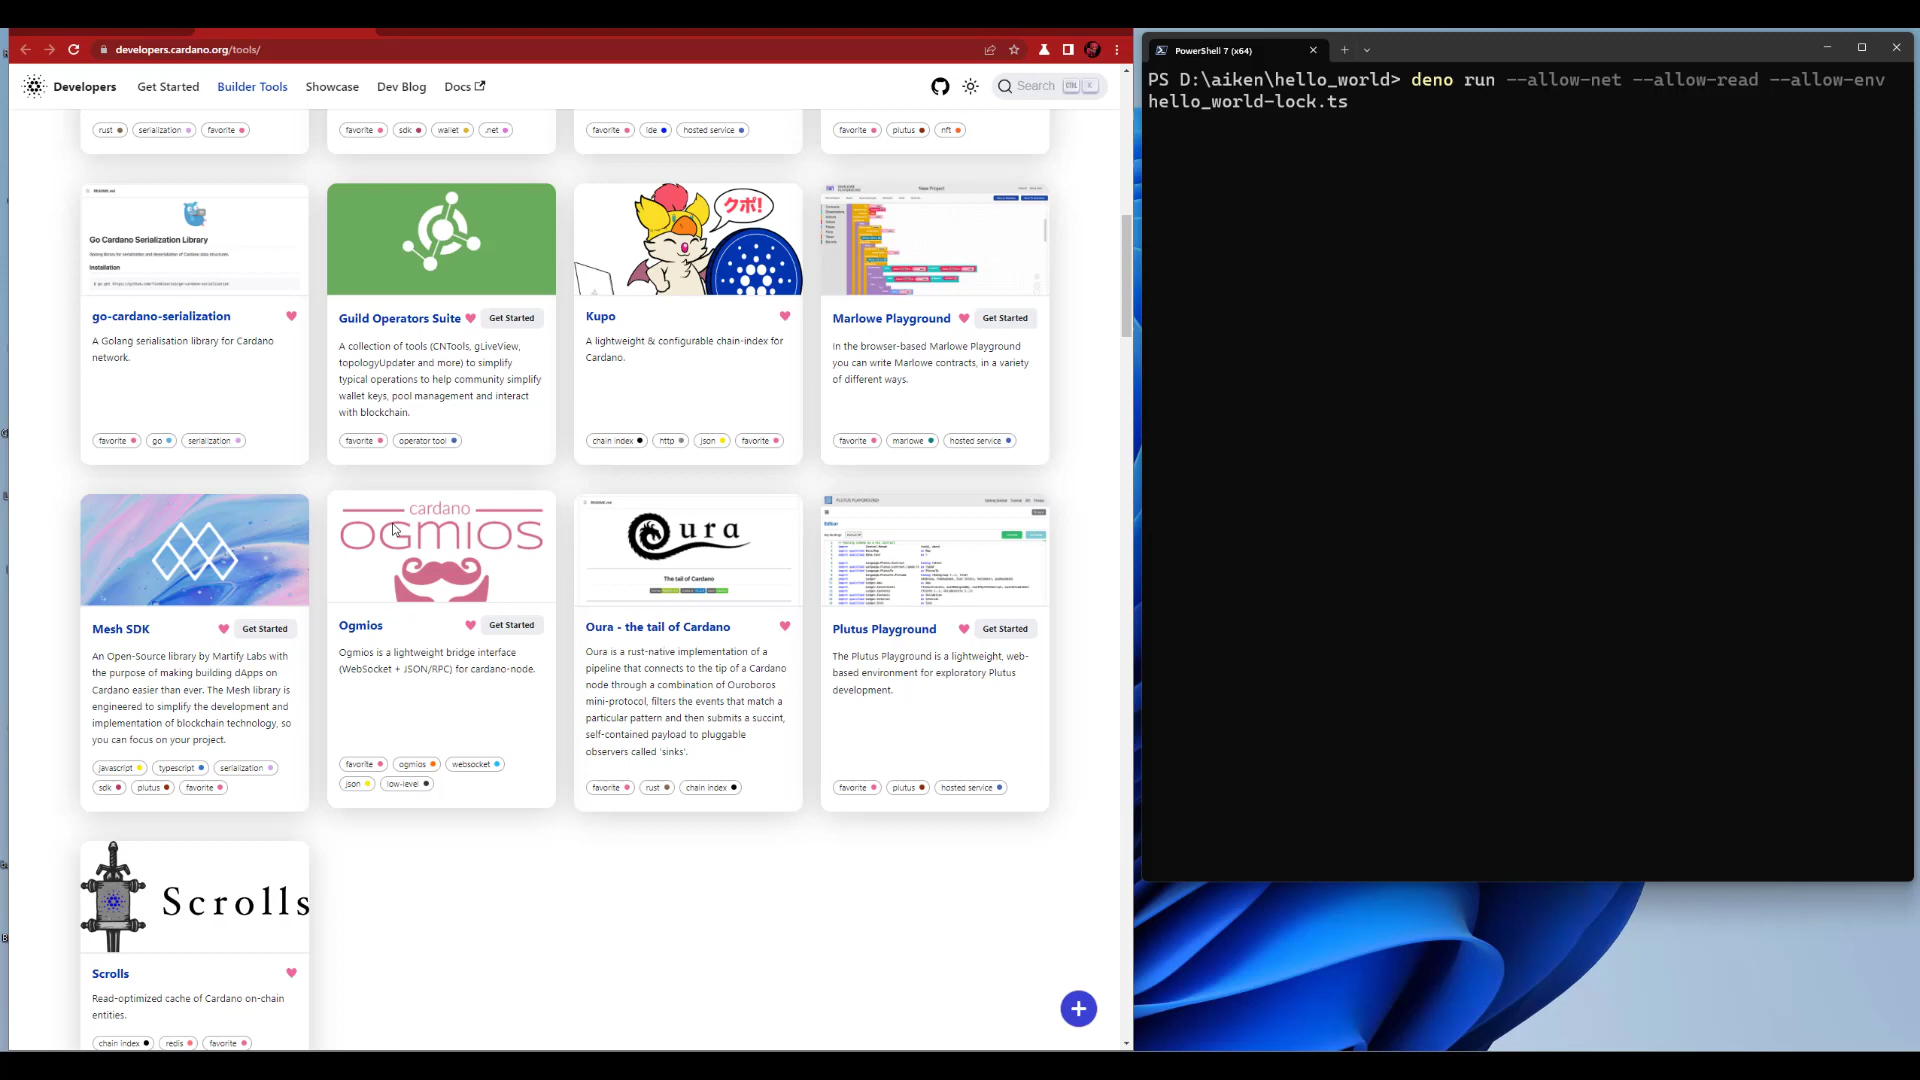 developers.cardano.org/tools/
Developers
Get Started
Builder Tools
Showcase
Dev Blog
Docs
Search
CTRL
K
rust
serialization
favorite
favorite
sdk
wallet
.net
favorite
ide
hosted service
favorite
plutus
nft
Go Cardano Serialization Library
Installation
クポ!
New Project
go-cardano-serialization
A Golang serialisation library for Cardano
network.
favorite
go
serialization
Guild Operators Suite
Get Started
A collection of tools (CNTools, gLiveView,
topologyUpdater and more) to simplify
typical operations to help community simplify
wallet keys, pool management and interact
with blockchain.
favorite
operator tool
Kupo
A lightweight & configurable chain-index for
Cardano.
chain index
http
json
favorite
Marlowe Playground
Get Started
In the browser-based Marlowe Playground
you can write Marlowe contracts, in a variety
of different ways.
favorite
marlowe
hosted service
Mesh SDK
Get Started
An Open-Source library by Martify Labs with
the purpose of making building dApps on
Cardano easier than ever. The Mesh library is
engineered to simplify the development and
implementation of blockchain technology, so
you can focus on your project.
javascript
typescript
serialization
sdk
plutus
favorite
cardano
OGMIOS
Ogmios
Get Started
Ogmios is a lightweight bridge interface
(WebSocket + JSON/RPC) for cardano-node.
favorite
ogmios
websocket
json
low-level
Oura
The tail of Cardano
Oura - the tail of Cardano
Oura is a rust-native implementation of a
pipeline that connects to the tip of a Cardano
node through a combination of Ouroboros
mini-protocol, filters the events that match a
particular pattern and then submits a succint,
self-contained payload to pluggable
observers called 'sinks'.
favorite
rust
chain index
PLUTUS PLAYGROUND
Editor
Plutus Playground
Get Started
The Plutus Playground is a lightweight, web-
based environment for exploratory Plutus
development.
favorite
plutus
hosted service
Scrolls
Scrolls
Read-optimized cache of Cardano on-chain
entities.
chain index
redis
favorite
PowerShell 7 (x64)
PS D:\aiken\hello_world> deno run --allow-net --allow-read --allow-env
hello_world-lock.ts